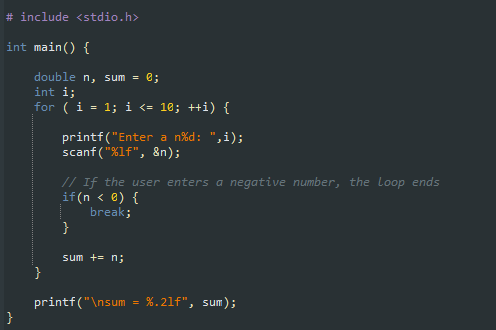 # include <stdio.h>
int main() {
double n, sum = 0;
int i;
for ( i = 1; i <= 10; ++i) {
printf("Enter a n%d: ",i);
scanf("%lf", &n);
// If the user enters a negative number, the loop ends
if(n < 0) {
break;
}
sum += n;
}
printf("\nsum = %.2lf", sum);
}